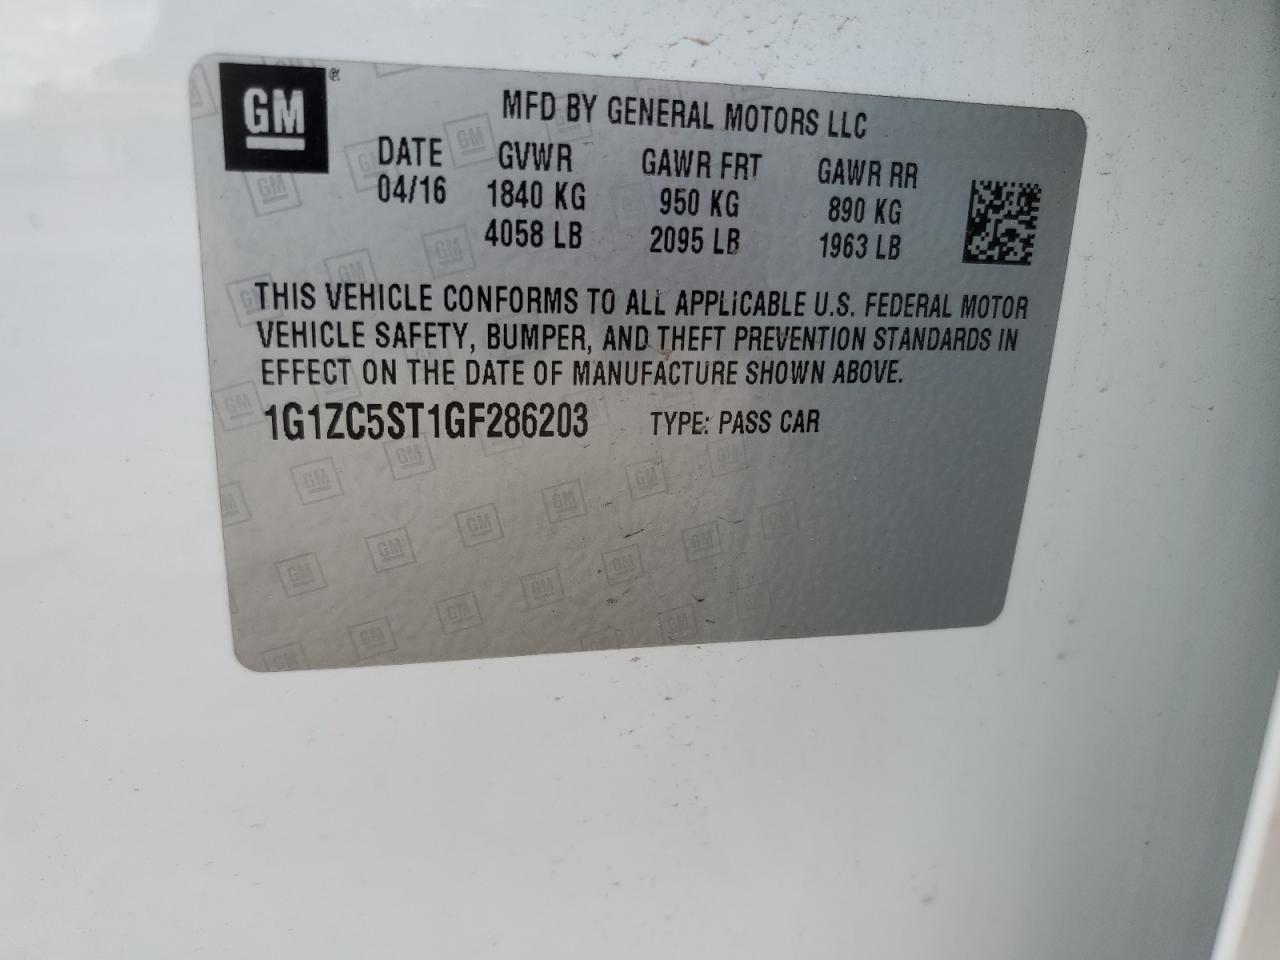 GM®
MFD BY GENERAL MOTORS LLC
DATE GVWR GAWR FRT GAWR RR
04/16 1840 KG 950 KG 890 KG
4058 LB 2095 LB 1963 LB
THIS VEHICLE CONFORMS TO ALL APPLICABLE U.S. FEDERAL MOTOR
VEHICLE SAFETY, BUMPER, AND THEFT PREVENTION STANDARDS IN
EFFECT ON THE DATE OF MANUFACTURE SHOWN ABOVE.
1G1ZC5ST1GF286203 TYPE: PASS CAR